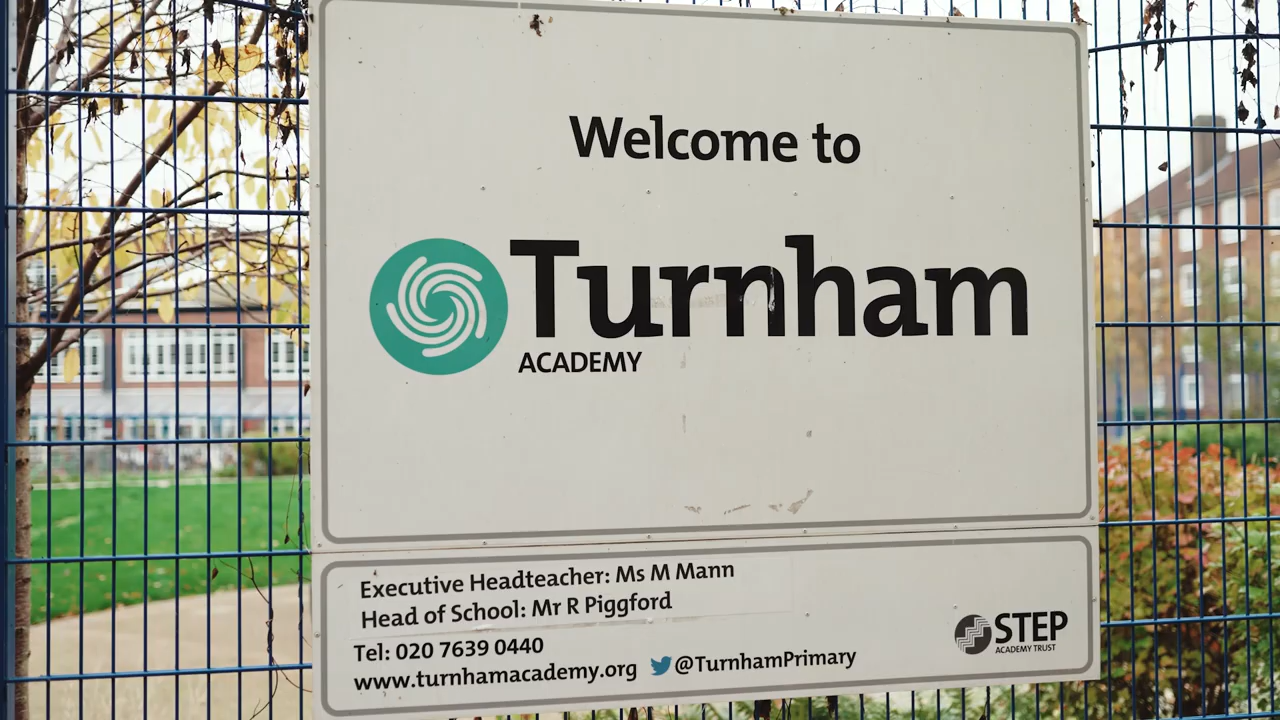 Welcome to
Turnham
ACADEMY
Executive Headteacher: Ms M Mann
Head of School: Mr R Piggford
Tel: 020 7639 0440
www.turnhamacademy.org @TurnhamPrimary
STEP
ACADEMY TRUST